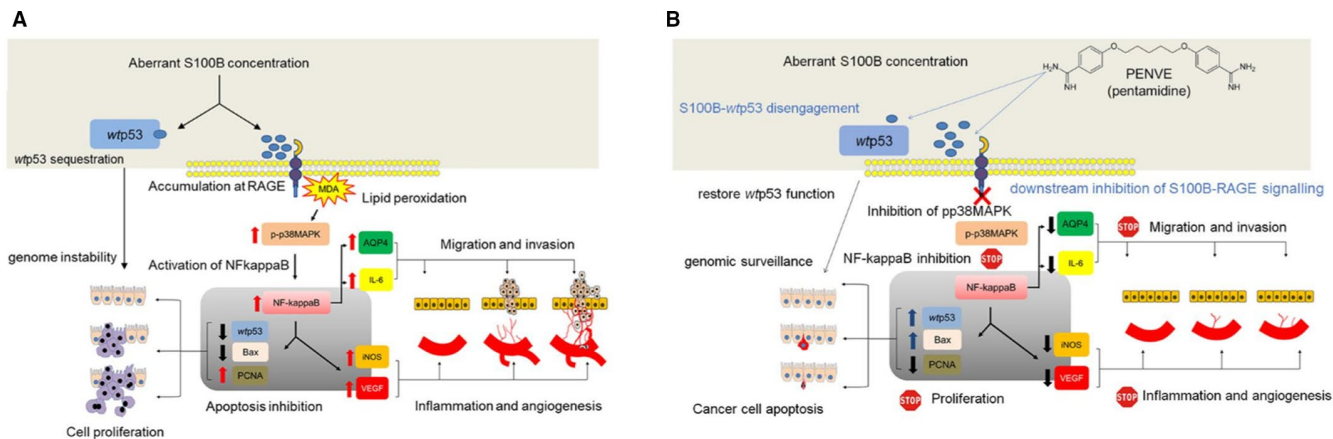 A
Aberrant S100B concentration
wtp53
wtp53 sequestration
Accumulation at RAGE
MDA
Lipid peroxidation
p-p38MAPK
AQP4
Migration and invasion
genome instability
Activation of NFkappaB
IL-6
NF-kappaB
wtp53
Bax
PCNA
iNOS
VEGF
Apoptosis inhibition
Inflammation and angiogenesis
Cell proliferation
B
Aberrant S100B concentration
H₂N
NH
O
O
NH₂
NH
PENVE
(pentamidine)
S100B-wtp53 disengagement
wtp53
restore wtp53 function
downstream inhibition of S100B-RAGE signalling
Inhibition of pp38MAPK
p-p38MAPK
AQP4
STOP
Migration and invasion
genomic surveillance
NF-kappaB inhibition
STOP
IL-6
NF-kappaB
wtp53
Bax
PCNA
iNOS
VEGF
Cancer cell apoptosis
STOP
Proliferation
STOP
Inflammation and angiogenesis